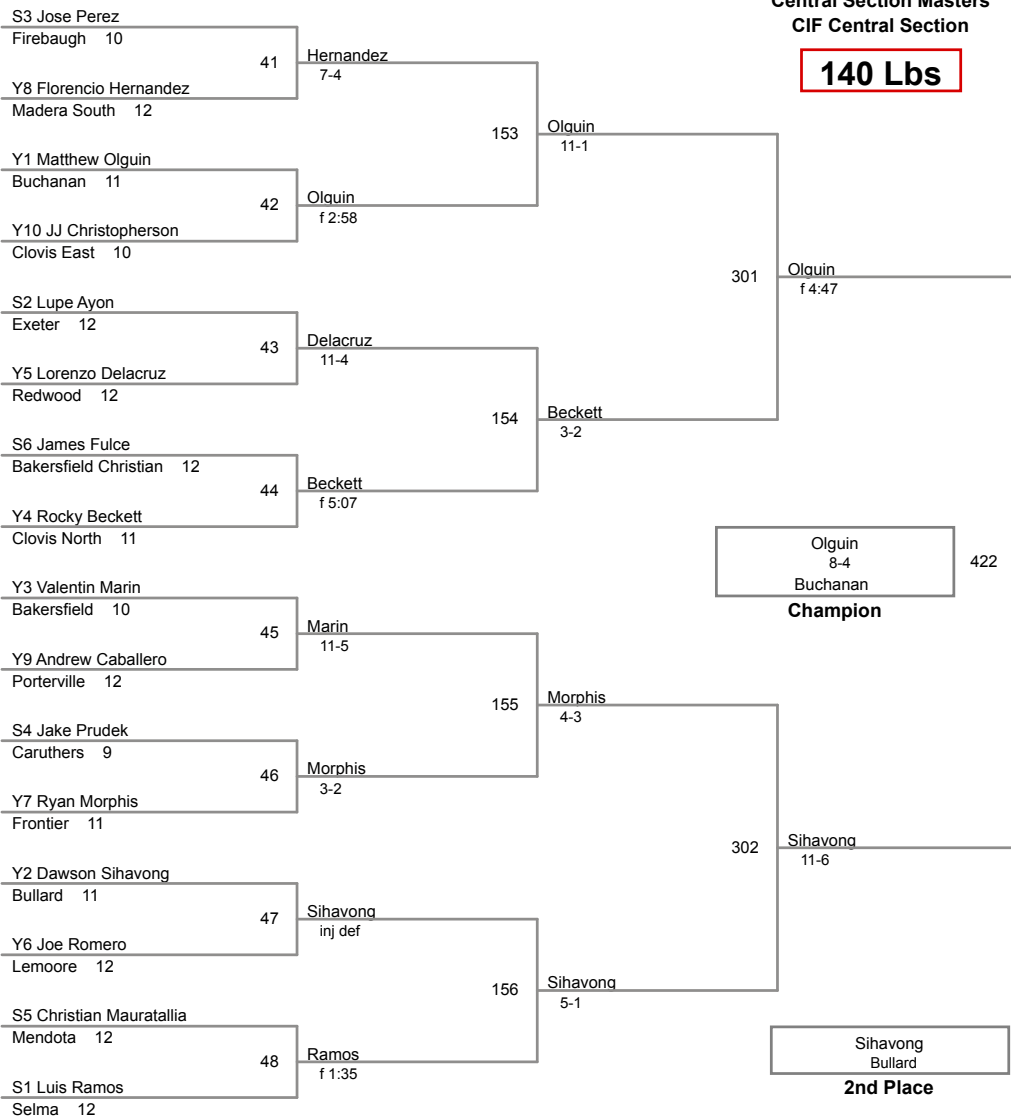 Central Section Masters
CIF Central Section
140 Lbs
S3 Jose Perez
Firebaugh 10
41
Hernandez
7-4
Y8 Florencio Hernandez
Madera South 12
153
Olguin
11-1
Y1 Matthew Olguin
Buchanan 11
42
Olguin
f 2:58
Y10 JJ Christopherson
Clovis East 10
301
Olguin
f 4:47
S2 Lupe Ayon
Exeter 12
43
Delacruz
11-4
Y5 Lorenzo Delacruz
Redwood 12
154
Beckett
3-2
S6 James Fulce
Bakersfield Christian 12
44
Beckett
f 5:07
Y4 Rocky Beckett
Clovis North 11
Olguin
8-4
Buchanan
422
Champion
Y3 Valentin Marin
Bakersfield 10
45
Marin
11-5
Y9 Andrew Caballero
Porterville 12
155
Morphis
4-3
S4 Jake Prudek
Caruthers 9
46
Morphis
3-2
Y7 Ryan Morphis
Frontier 11
302
Sihavong
11-6
Y2 Dawson Sihavong
Bullard 11
47
Sihavong
inj def
Y6 Joe Romero
Lemoore 12
156
Sihavong
5-1
S5 Christian Mauratallia
Mendota 12
48
Ramos
f 1:35
S1 Luis Ramos
Selma 12
Sihavong
Bullard
2nd Place